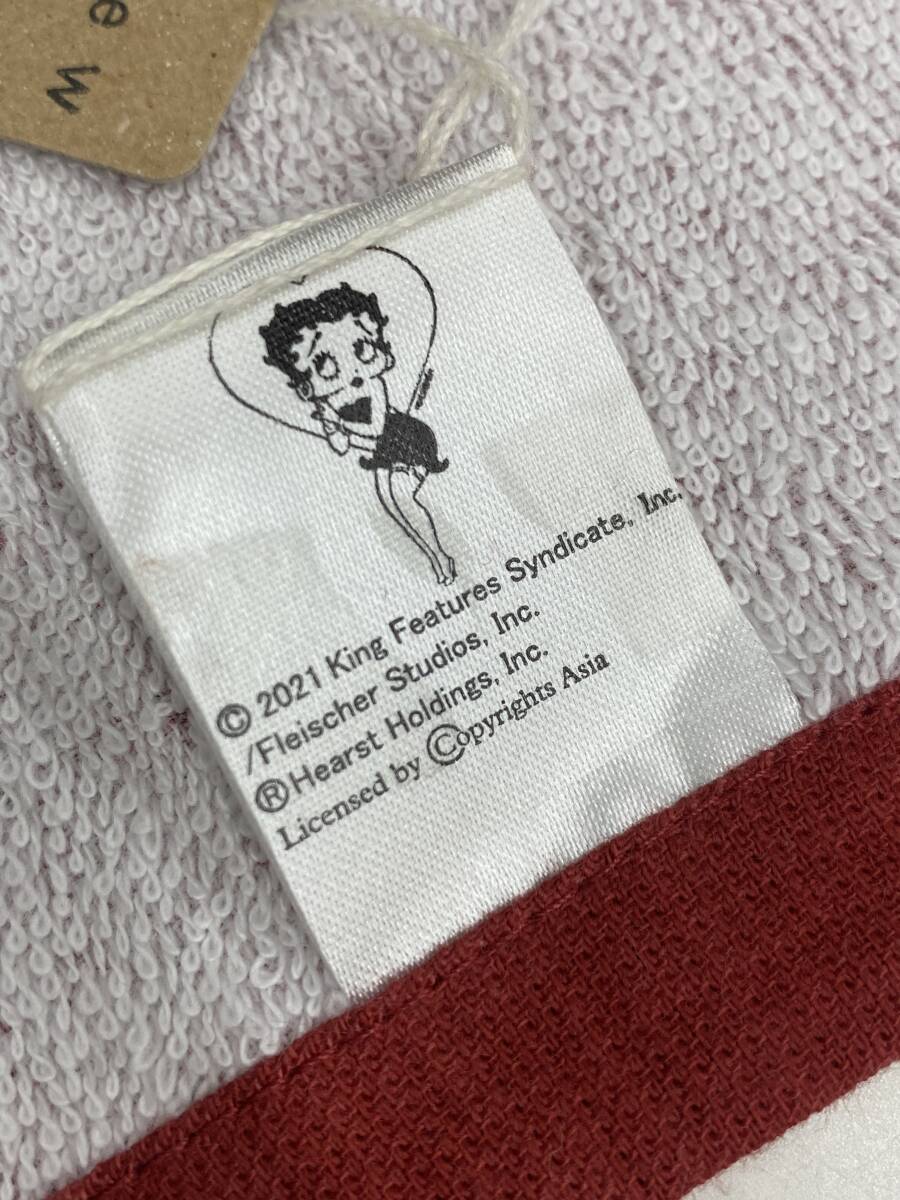 e w
© 2021 King Features Syndicate, Inc.
/Fleischer Studios, Inc.
®Hearst Holdings, Inc.
Licensed by ©opyrights Asia